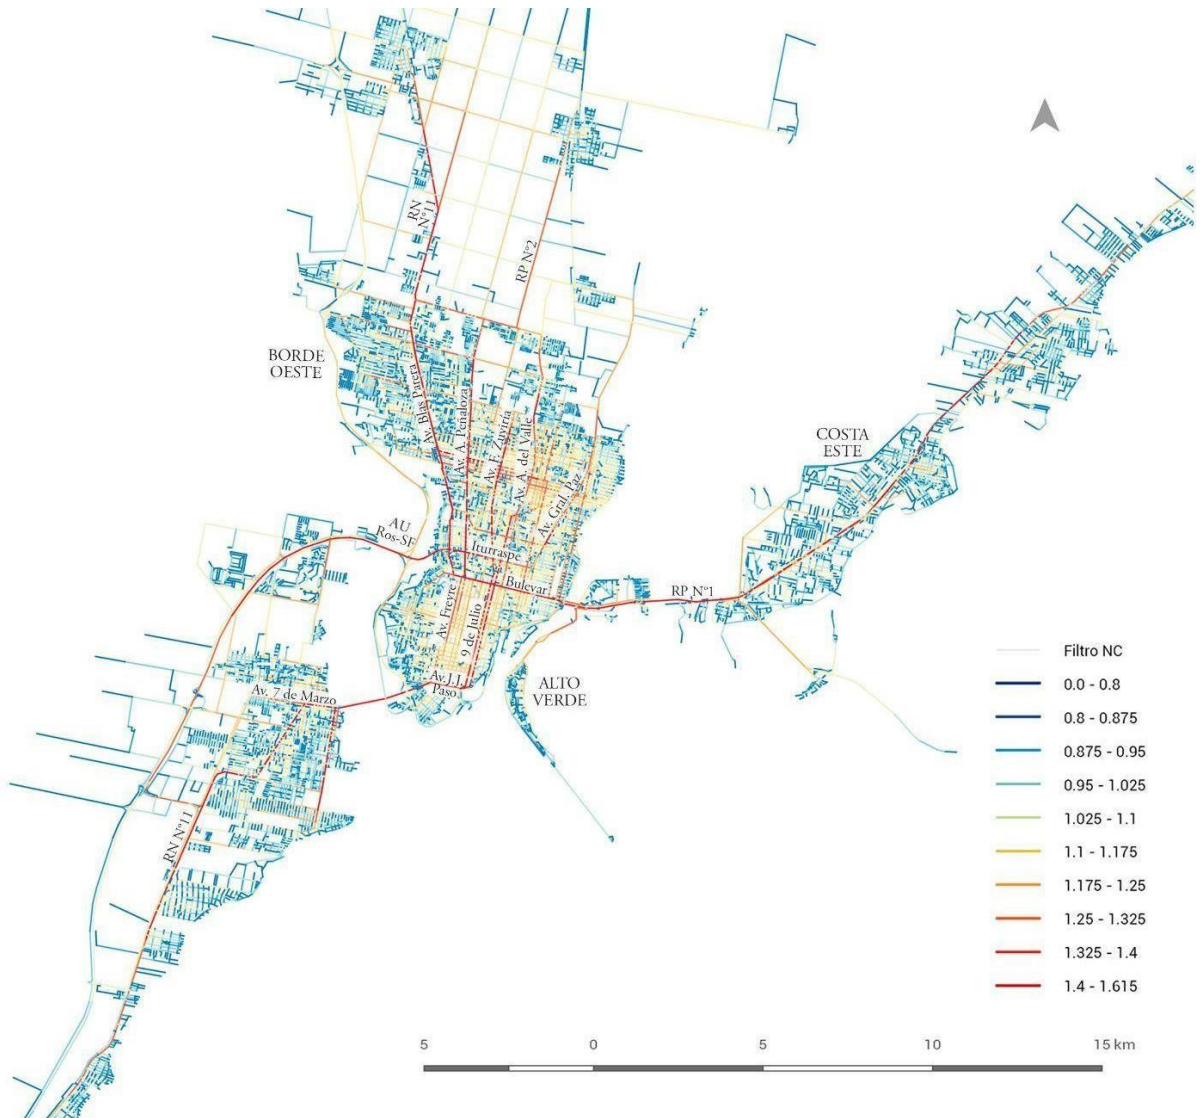 RN
N°11
RP N°2
BORDE
OESTE
Av. Blas Parera
Av. A. Peñaloza
Av. F. Zuviría
Av. A. del Valle
Av. Gral. Paz
COSTA
ESTE
AU
Ros-SF
Iturraspe
Bulevar
RP N°1
Av. Freyre
9 de Julio
Av. J.J.
Paso
ALTO
VERDE
Av. 7 de Marzo
RN N°11
Filtro NC
0.0 - 0.8
0.8 - 0.875
0.875 - 0.95
0.95 - 1.025
1.025 - 1.1
1.1 - 1.175
1.175 - 1.25
1.25 - 1.325
1.325 - 1.4
1.4 - 1.615
5 0 5 10 15 km